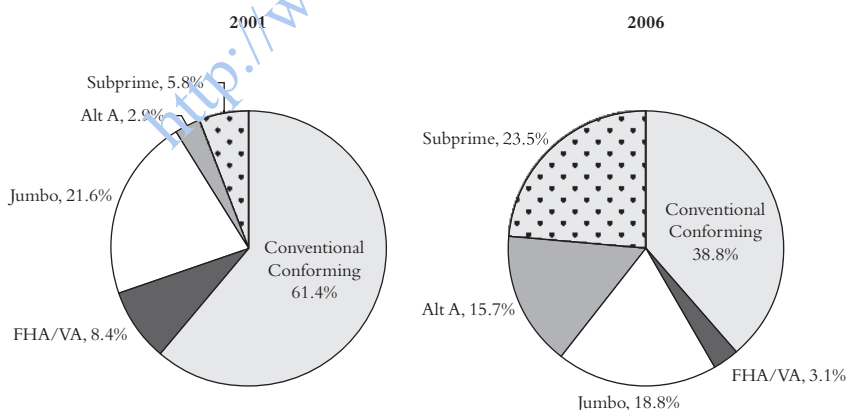 2001
Subprime, 5.8%
Alt A, 2.9%
Jumbo, 21.6%
FHA/VA, 8.4%
Conventional
Conforming
61.4%
2006
Subprime, 23.5%
Alt A, 15.7%
Jumbo, 18.8%
FHA/VA, 3.1%
Conventional
Conforming
38.8%
http://w